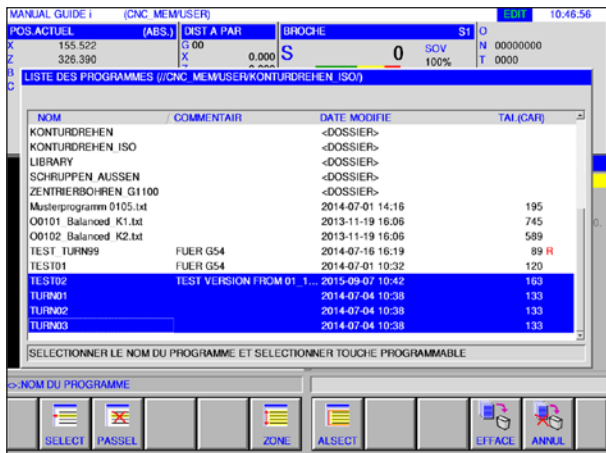 MANUAL GUIDE i (CNC_MEM/USER) EDIT 10:46:56
POS.ACTUEL (ABS.) DIST A PAR BROCHE S1 O
X 155.522 G 00 N 00000000
Z 326.390 X 0.000 S 0 SOV 100% T 0000
B
C
LISTE DES PROGRAMMES (//CNC_MEM/USER/KONTURDREHEN_ISO/)
NOM / COMMENTAIR DATE MODIFIE TAI.(CAR)
KONTURDREHEN <DOSSIER>
KONTURDREHEN_ISO <DOSSIER>
LIBRARY <DOSSIER>
SCHRUPPEN_AUSSEN <DOSSIER>
ZENTRIERBOHREN_G1100 <DOSSIER>
Musterprogramm 0105.txt 2014-07-01 14:16 195
O0101_Balanced_K1.txt 2013-11-19 16:06 745
O0102_Balanced_K2.txt 2013-11-19 16:06 589
TEST_TURN99 FUER G54 2014-07-16 16:19 89 R
TEST01 FUER G54 2014-07-01 10:32 120
TEST02 TEST VERSION FROM 01_1... 2015-09-07 10:42 163
TURN01 2014-07-04 10:38 133
TURN02 2014-07-04 10:38 133
TURN03 2014-07-04 10:38 133
SELECTIONNER LE NOM DU PROGRAMME ET SELECTIONNER TOUCHE PROGRAMMABLE
<>:NOM DU PROGRAMME
SELECT PASSEL ZONE ALSECT EFFACE ANNUL